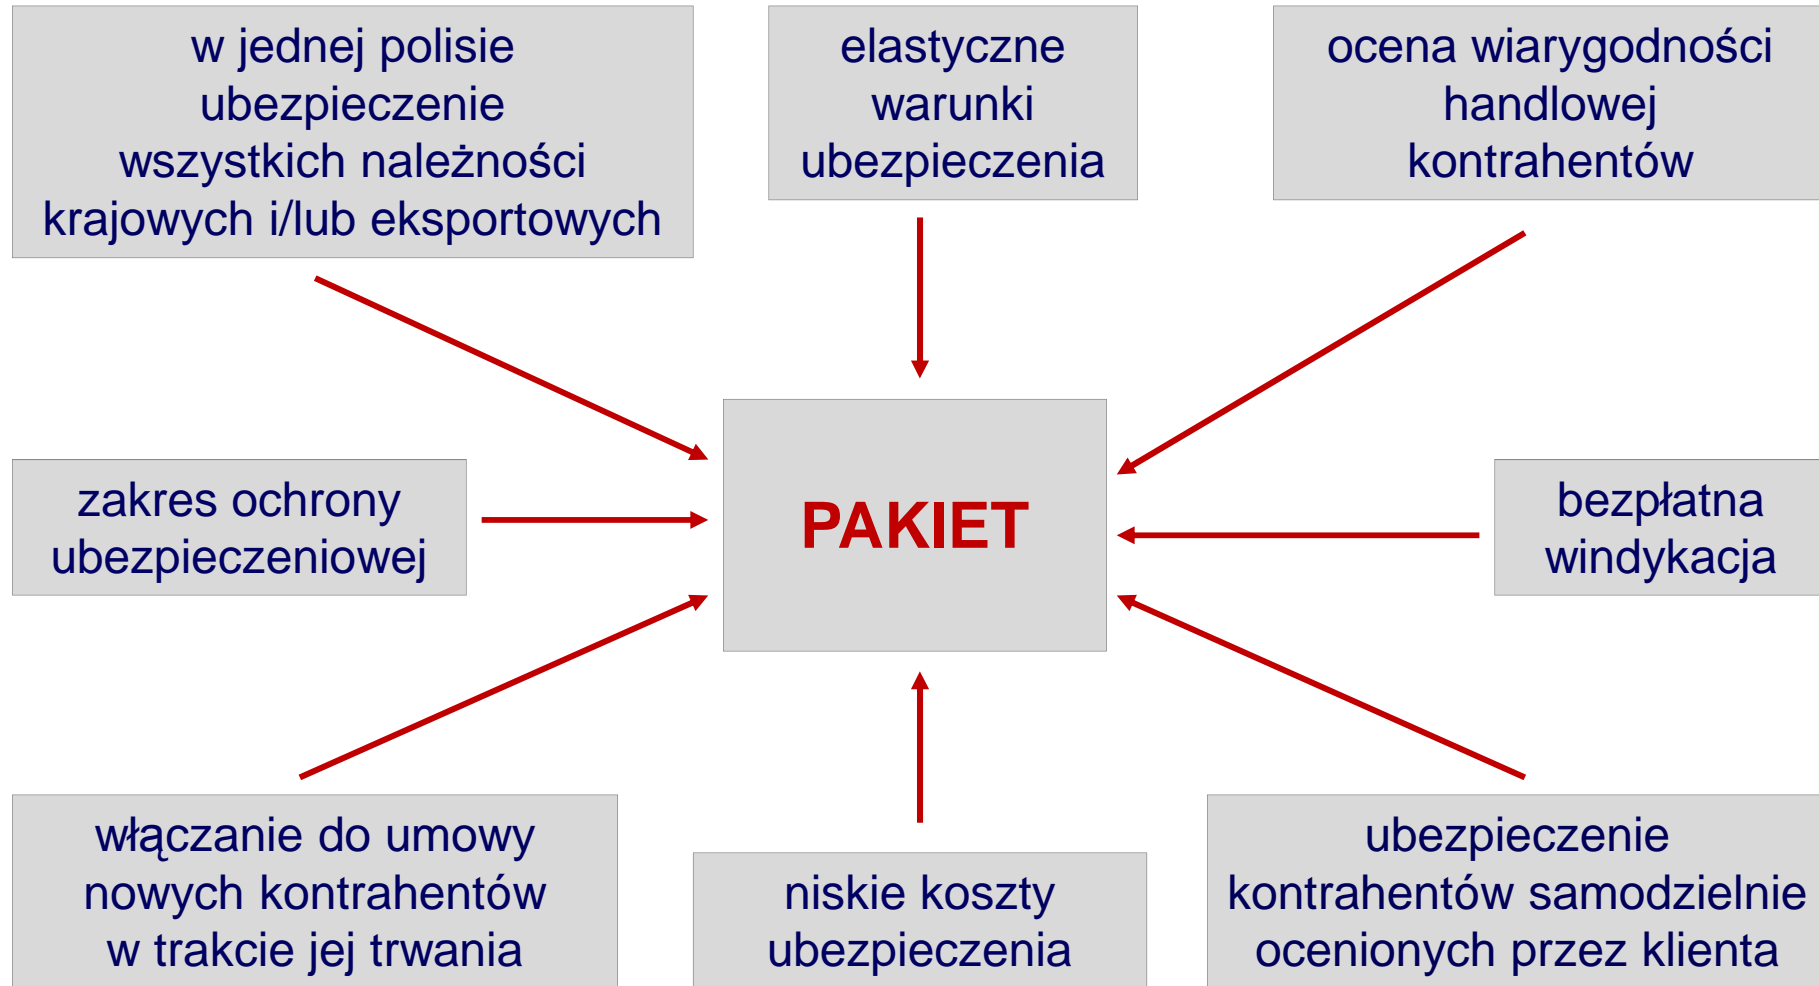 w jednej polisie
ubezpieczenie
wszystkich należności
krajowych i/lub eksportowych
elastyczne
warunki
ubezpieczenia
ocena wiarygodności
handlowej
kontrahentów
zakres ochrony
ubezpieczeniowej
PAKIET
bezpłatna
windykacja
włączanie do umowy
nowych kontrahentów
w trakcie jej trwania
niskie koszty
ubezpieczenia
ubezpieczenie
kontrahentów samodzielnie
ocenionych przez klienta